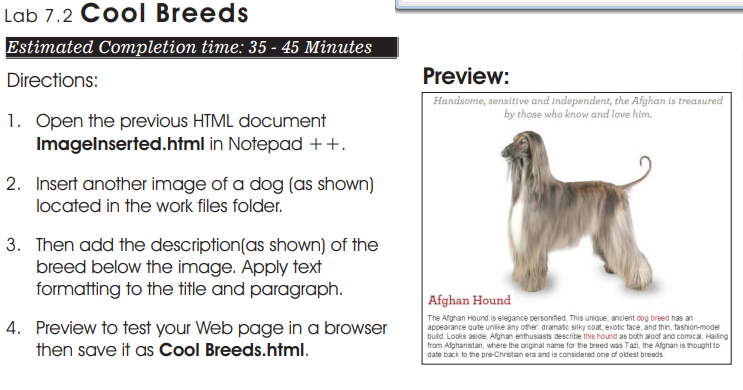 Lab 7.2 Cool Breeds
Estimated Completion time: 35 - 45 Minutes
Directions:
1. Open the previous HTML document
ImageInserted.html in Notepad ++.
2. Insert another image of a dog (as shown)
located in the work files folder.
3. Then add the description(as shown) of the
breed below the image. Apply text
formatting to the title and paragraph.
4. Preview to test your Web page in a browser
then save it as Cool Breeds.html.
Preview:
Handsome, sensitive and independent, the Afghan is treasured
by those who know and love him.
Afghan Hound
The Afghan Hound is elegance personified. This unique, ancient dog breed has an
appearance quite unlike any other: dramatic silky coat, exotic face, and thin, fashion-model
build. Looks aside, Afghan enthusiasts describe this hound as both aloof and comical. Hailing
from Afghanistan, where the original name for the breed was Tazi, the Afghan is thought to
date back to the pre-Christian era and is considered one of oldest breeds.